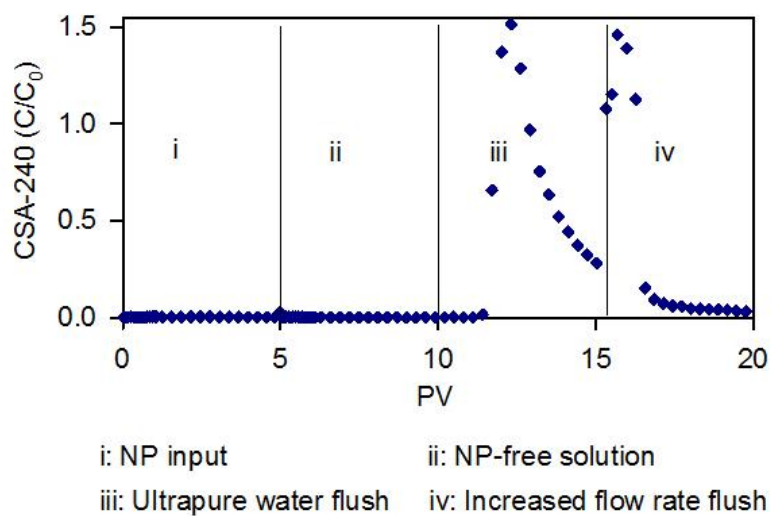 1.5
1.0
0.5
0.0
CSA-240 (C/C₀)
i
ii
iii
iv
0 5 10 15 20
PV
i: NP input ii: NP-free solution
iii: Ultrapure water flush iv: Increased flow rate flush